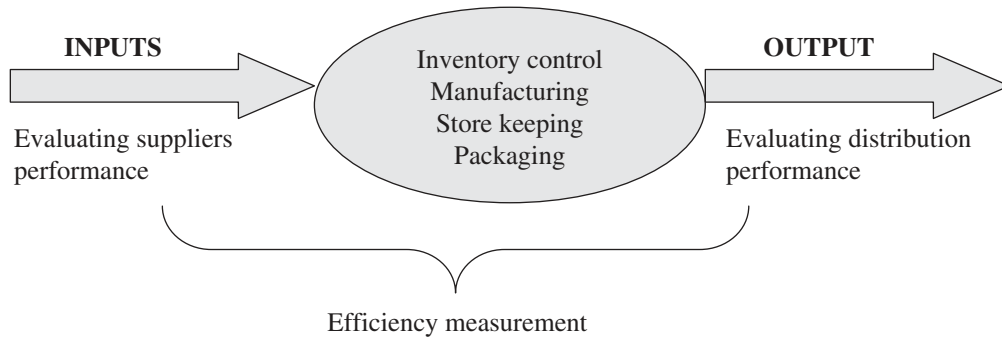 INPUTS
Evaluating suppliers
performance
Inventory control
Manufacturing
Store keeping
Packaging
OUTPUT
Evaluating distribution
performance
Efficiency measurement